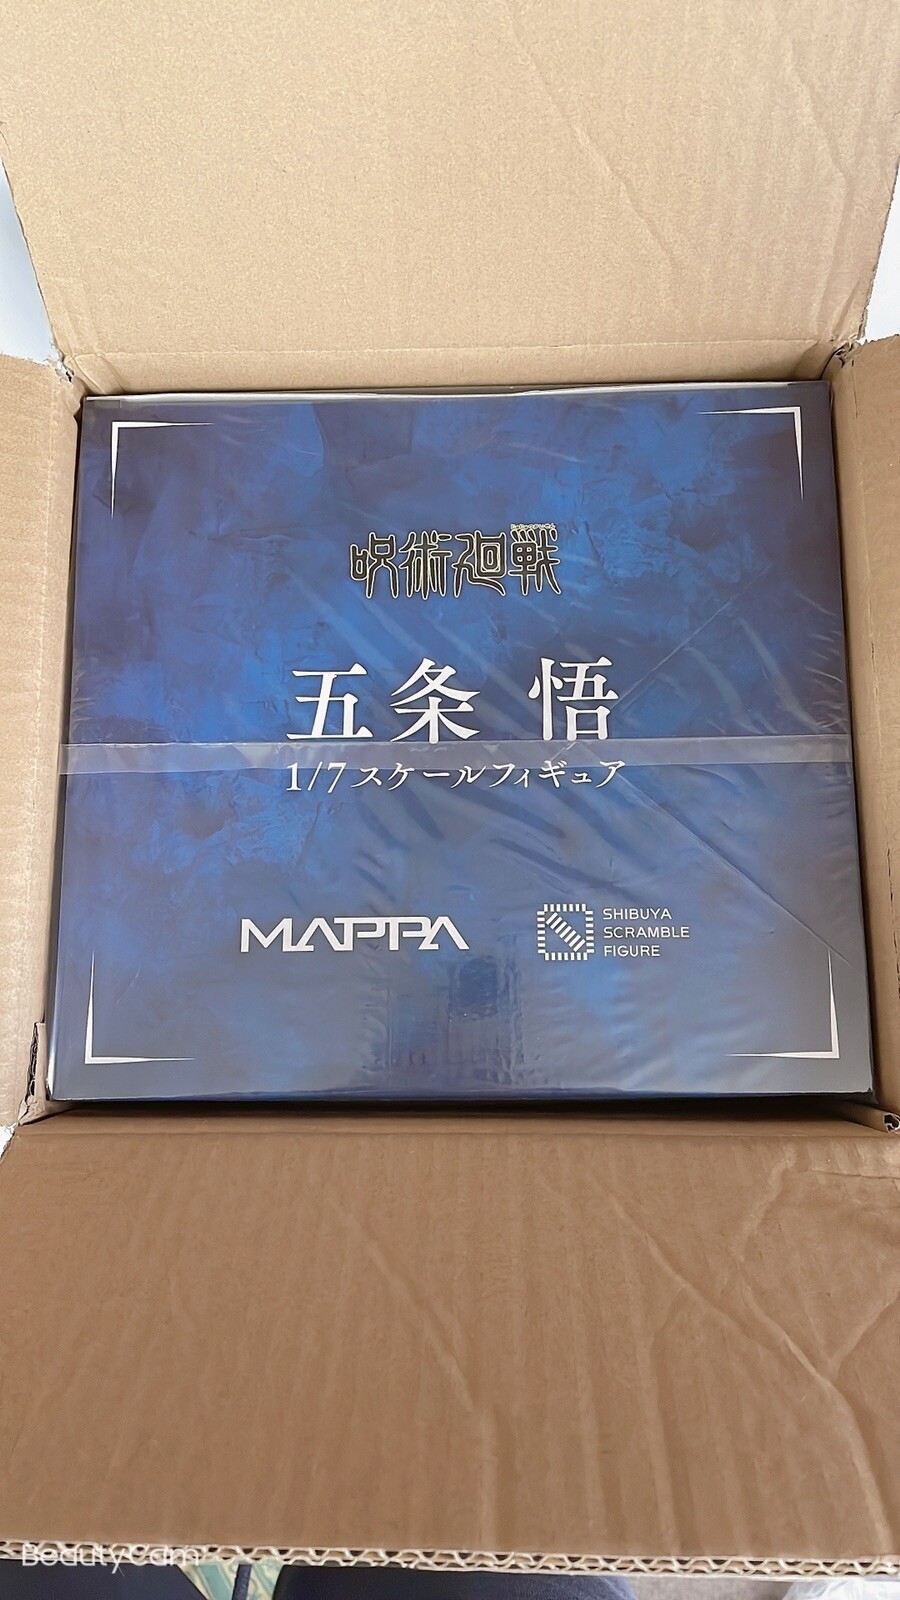 呪術廻戦
五条 悟
1/7スケールフィギュア
MAPPA
SHIBUYA
SCRAMBLE
FIGURE
BeautyCam